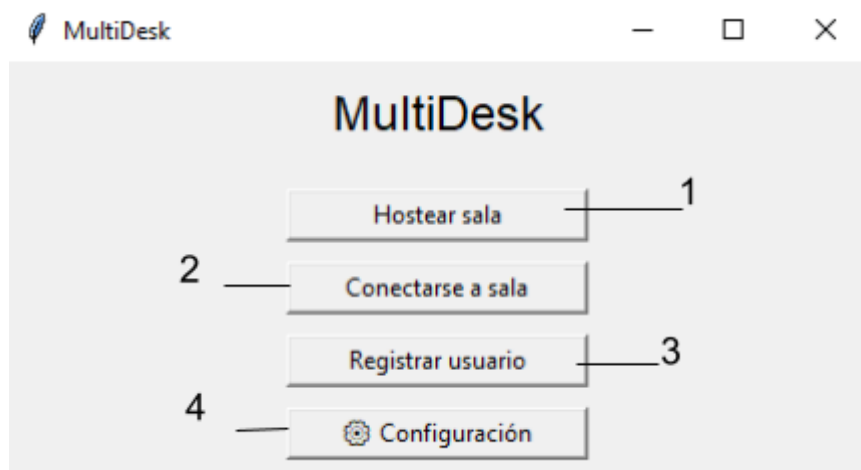 MultiDesk
MultiDesk
1
Hostear sala
2
Conectarse a sala
Registrar usuario
3
4
Configuración